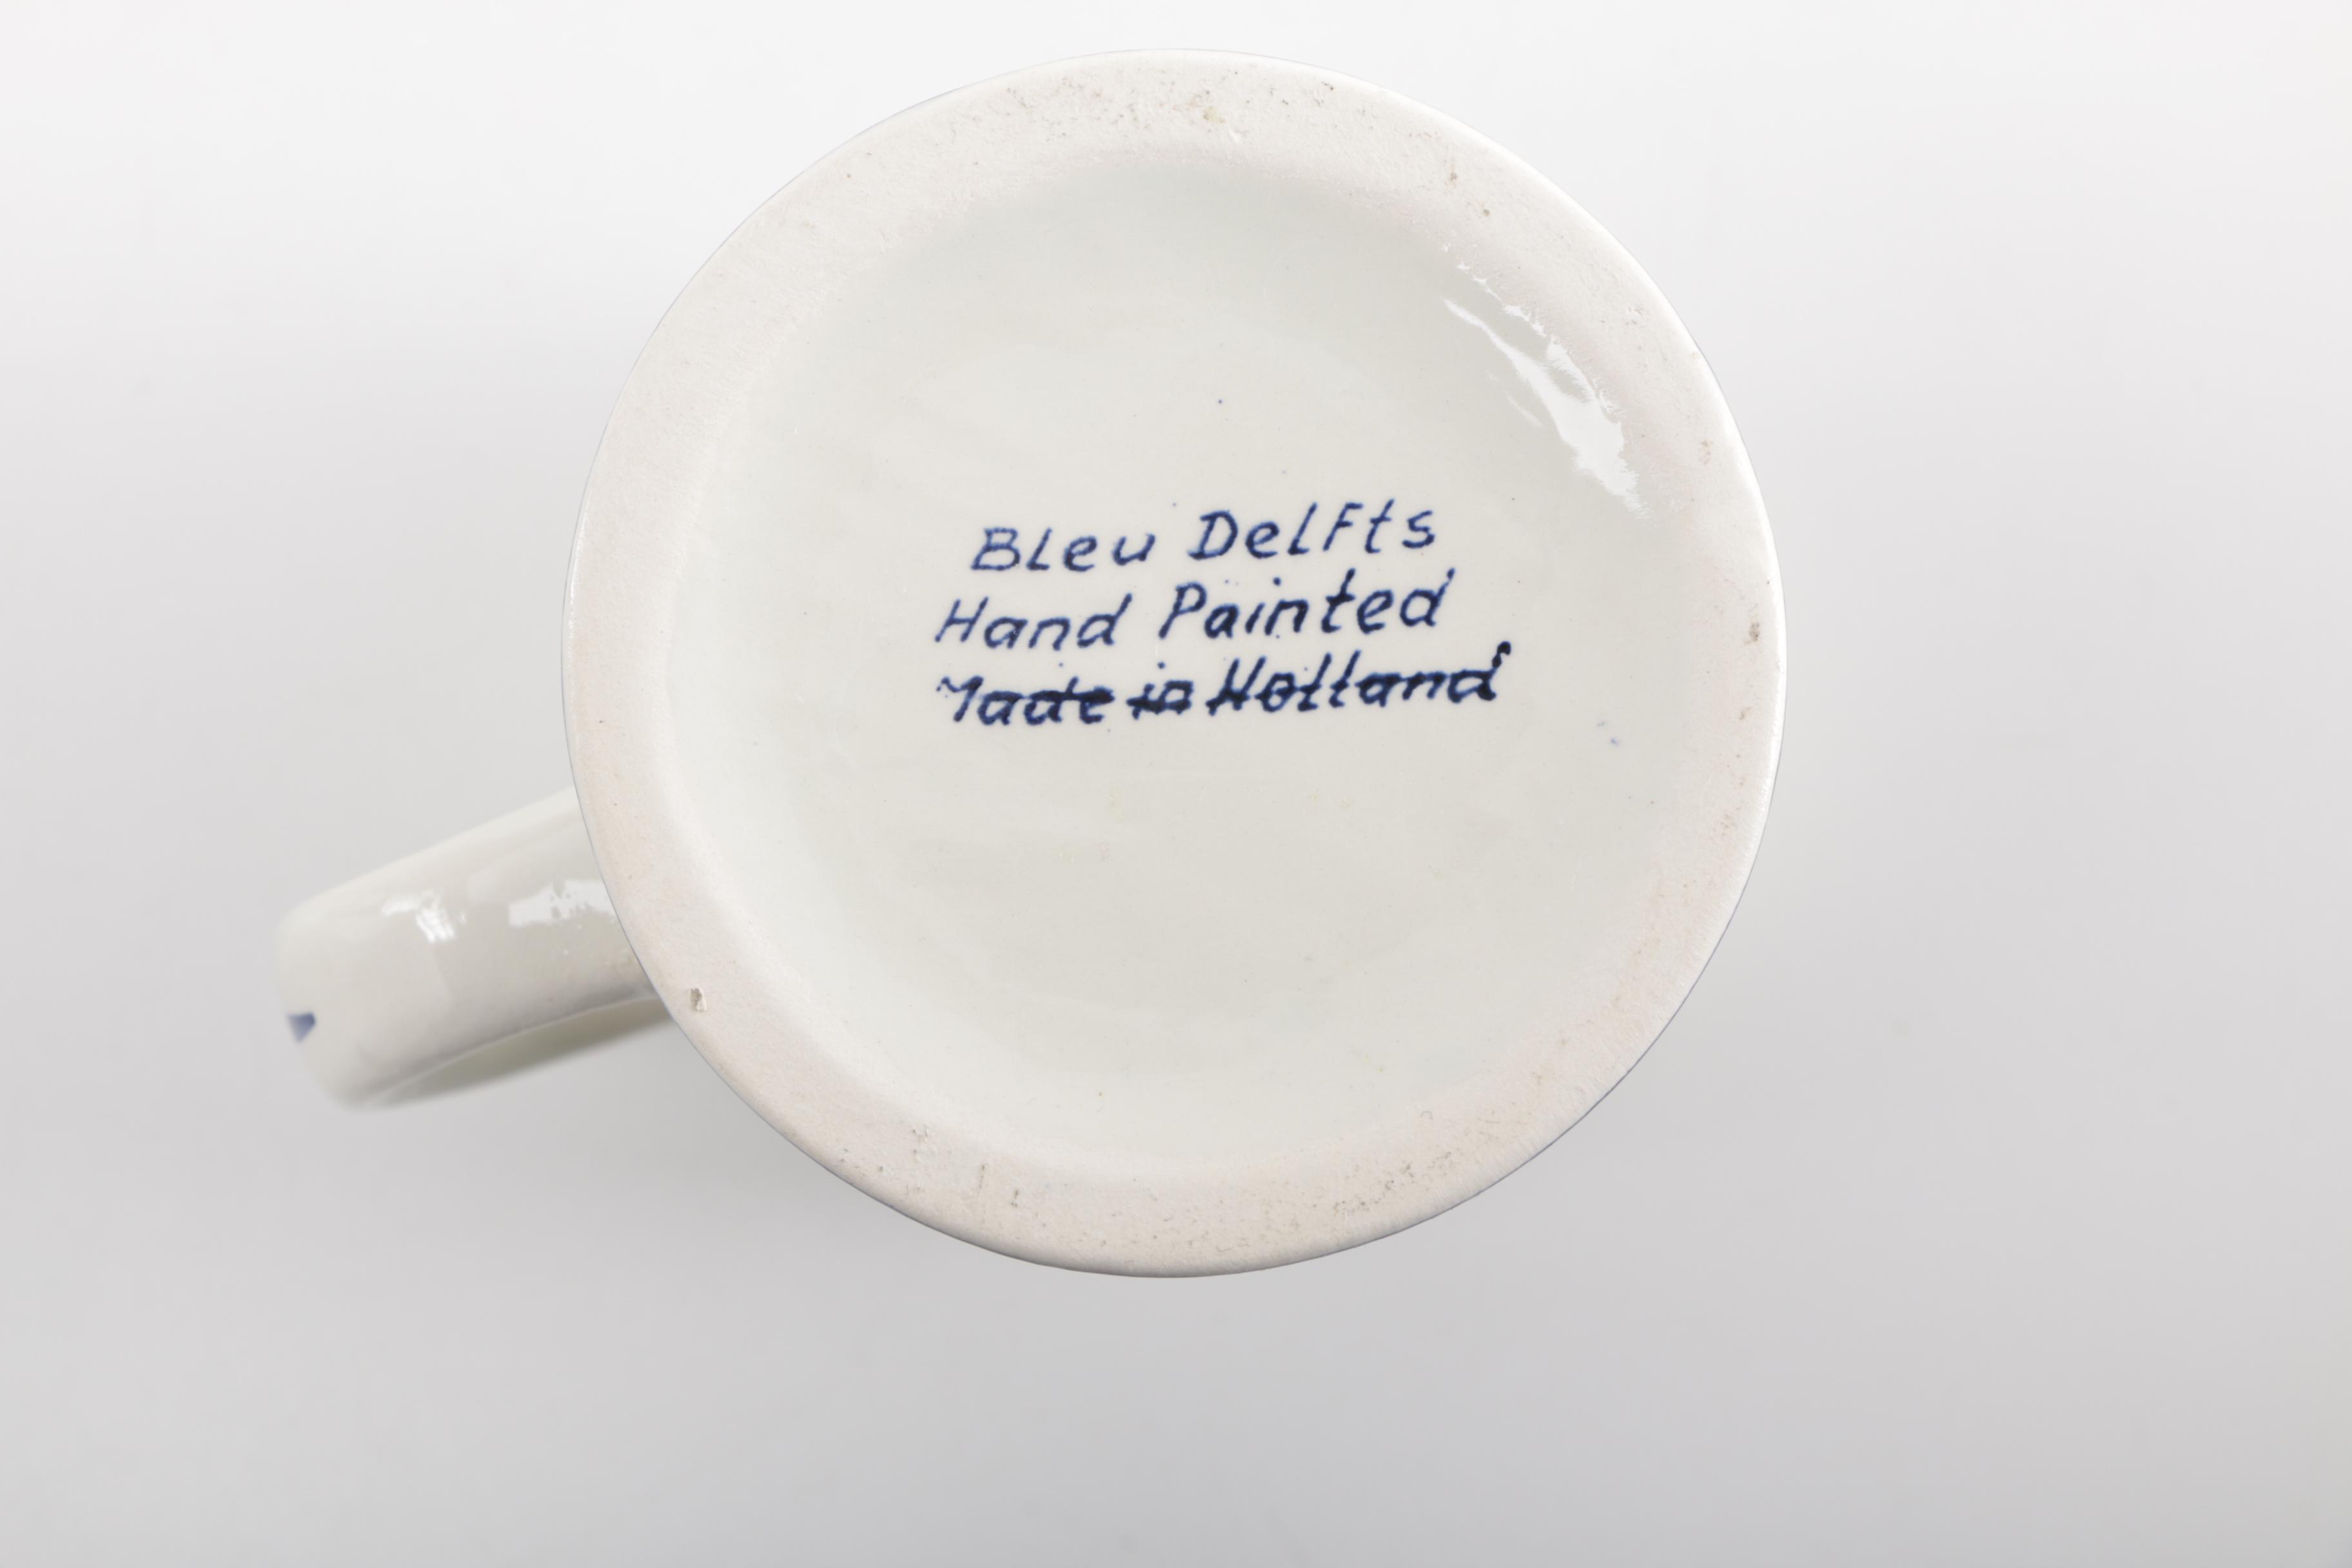 Bleu Delfts
Hand Painted
Made in Holland